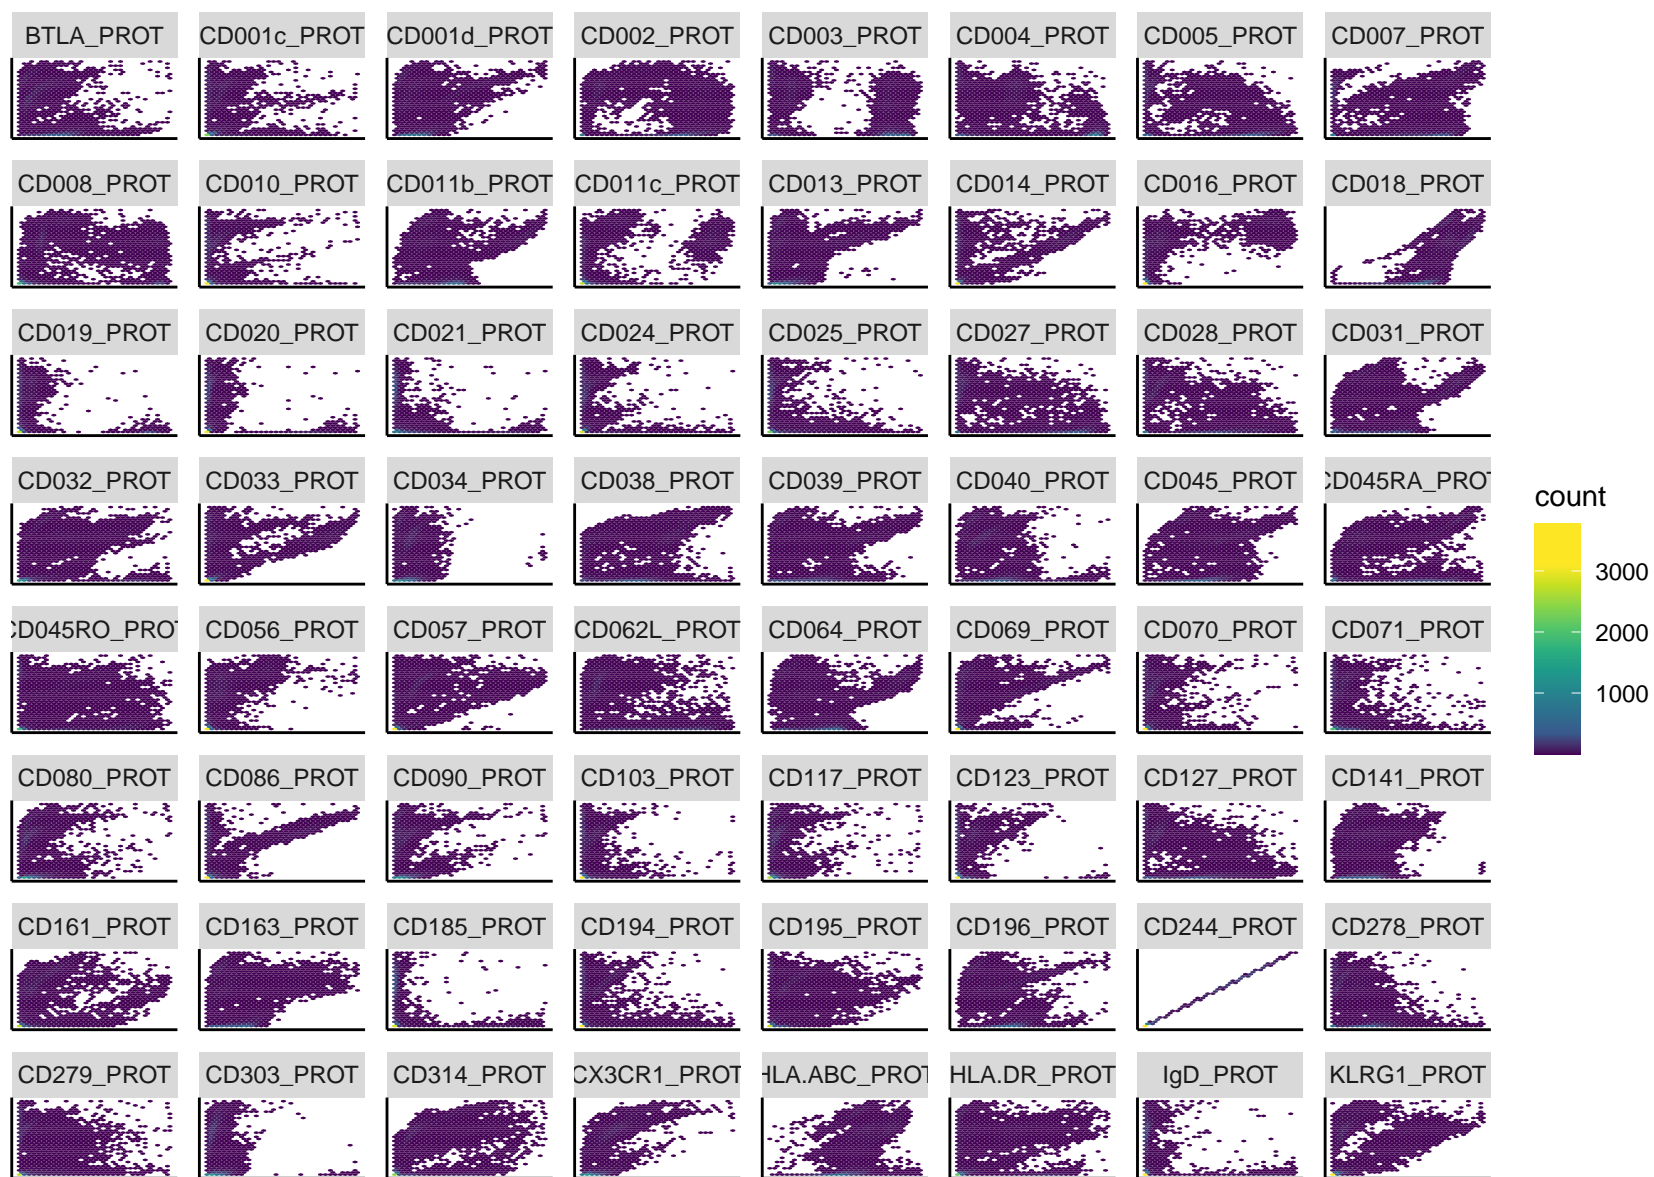 BTLA_PROT CD001c_PROT CD001d_PROT CD002_PROT CD003_PROT CD004_PROT CD005_PROT CD007_PROT
CD008_PROT CD010_PROT CD011b_PROT CD011c_PROT CD013_PROT CD014_PROT CD016_PROT CD018_PROT
CD019_PROT CD020_PROT CD021_PROT CD024_PROT CD025_PROT CD027_PROT CD028_PROT CD031_PROT
CD032_PROT CD033_PROT CD034_PROT CD038_PROT CD039_PROT CD040_PROT CD045_PROT CD045RA_PROT
CD045RO_PROT CD056_PROT CD057_PROT CD062L_PROT CD064_PROT CD069_PROT CD070_PROT CD071_PROT
CD080_PROT CD086_PROT CD090_PROT CD103_PROT CD117_PROT CD123_PROT CD127_PROT CD141_PROT
CD161_PROT CD163_PROT CD185_PROT CD194_PROT CD195_PROT CD196_PROT CD244_PROT CD278_PROT
CD279_PROT CD303_PROT CD314_PROT CX3CR1_PROT HLA.ABC_PROT HLA.DR_PROT IgD_PROT KLRG1_PROT
count
3000
2000
1000